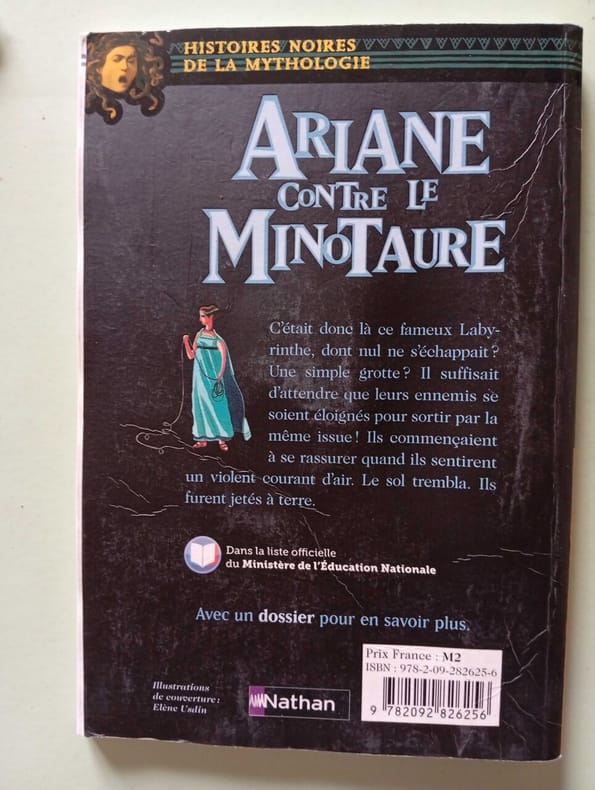 HISTOIRES NOIRES
DE LA MYTHOLOGIE
ARIANE
CONTRE LE
MINOTAURE
C'était donc là ce fameux Laby-
rinthe, dont nul ne s'échappait ?
Une simple grotte ? Il suffisait
d'attendre que leurs ennemis se
soient éloignés pour sortir par la
même issue ! Ils commençaient
à se rassurer quand ils sentirent
un violent courant d'air. Le sol trembla. Ils
furent jetés à terre.
Dans la liste officielle
du Ministère de l'Éducation Nationale
Avec un dossier pour en savoir plus.
Prix France : M2
ISBN : 978-2-09-282625-6
9 782092 826256
Illustrations
de couverture :
Elène Usdin
Nathan